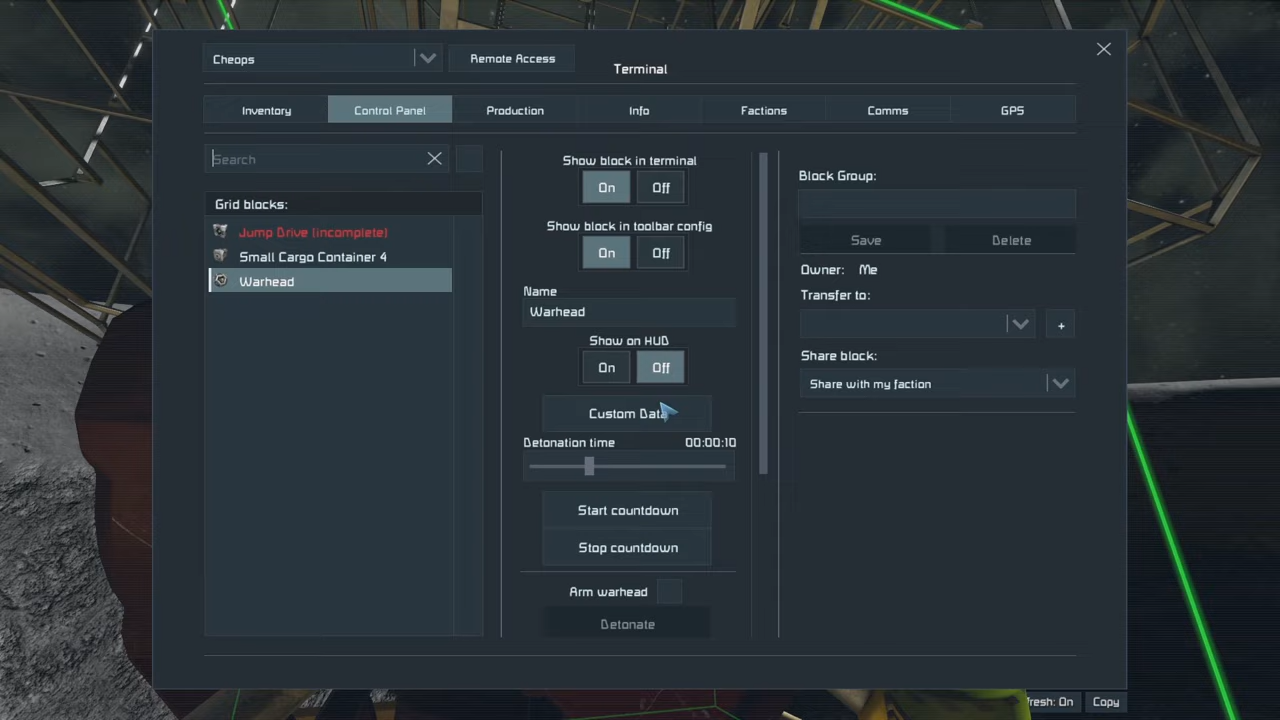 Cheops
Remote Access
Terminal
Inventory
Control Panel
Production
Info
Factions
Comms
GPS
Search
Grid blocks:
Jump Drive (Incomplete)
Small Cargo Container 4
Warhead
Show block in terminal
On
Off
Show block in toolbar config
On
Off
Name
Warhead
Show on HUD
On
Off
Custom Data
Detonation time 00:00:10
Start countdown
Stop countdown
Arm warhead
Detonate
Block Group:
Save
Delete
Owner: Me
Transfer to:
+
Share block:
Share with my faction
fresh: On
Copy